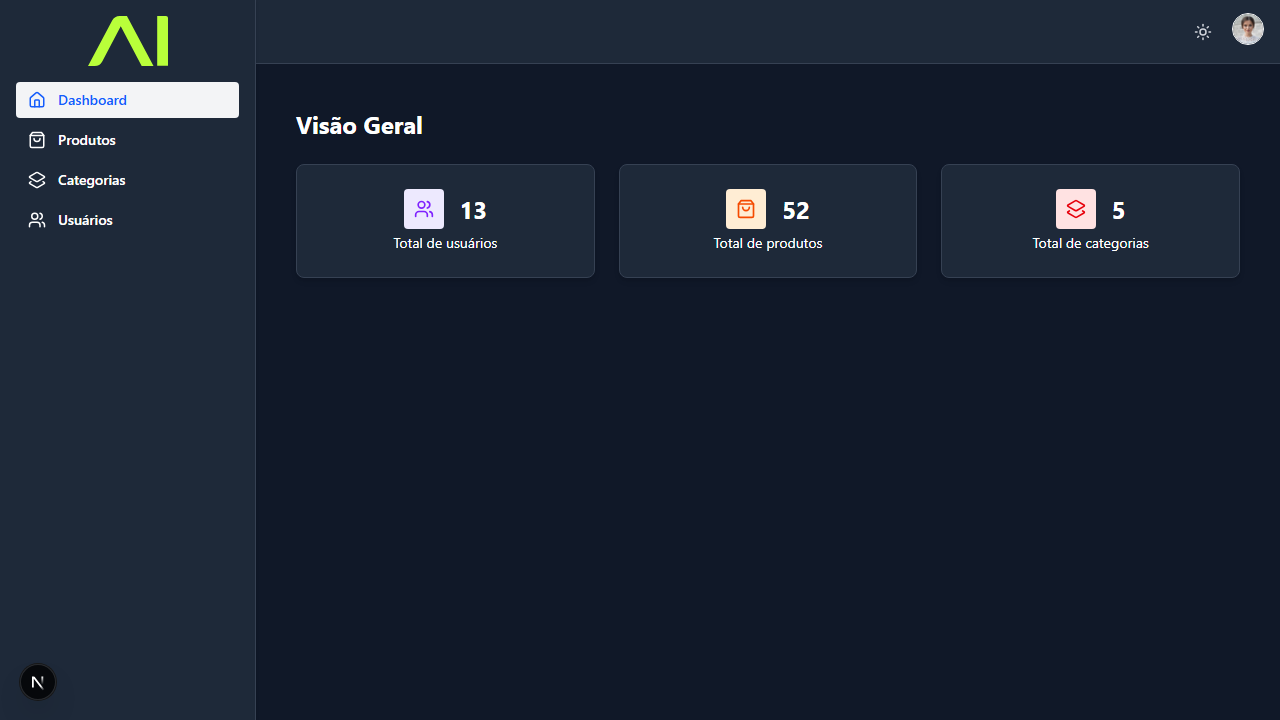 AI
Dashboard
Produtos
Categorias
Usuários
Visão Geral
13
Total de usuários
52
Total de produtos
5
Total de categorias
N